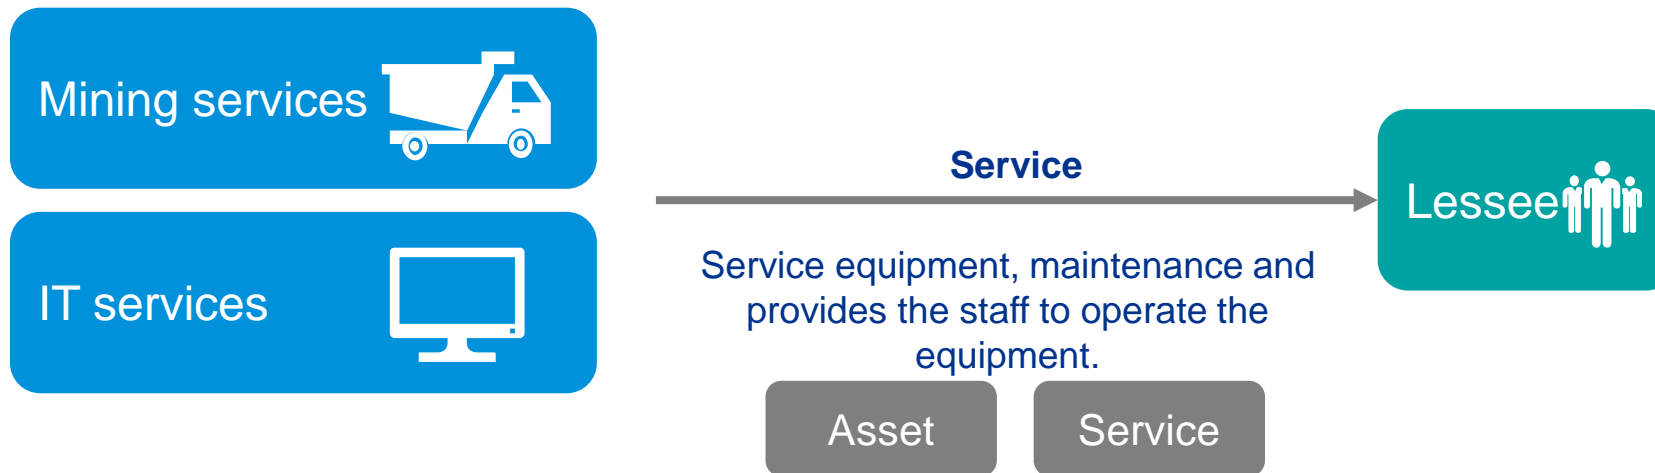 Mining services
IT services
Service
Service equipment, maintenance and
provides the staff to operate the
equipment.
Asset
Service
Lessee